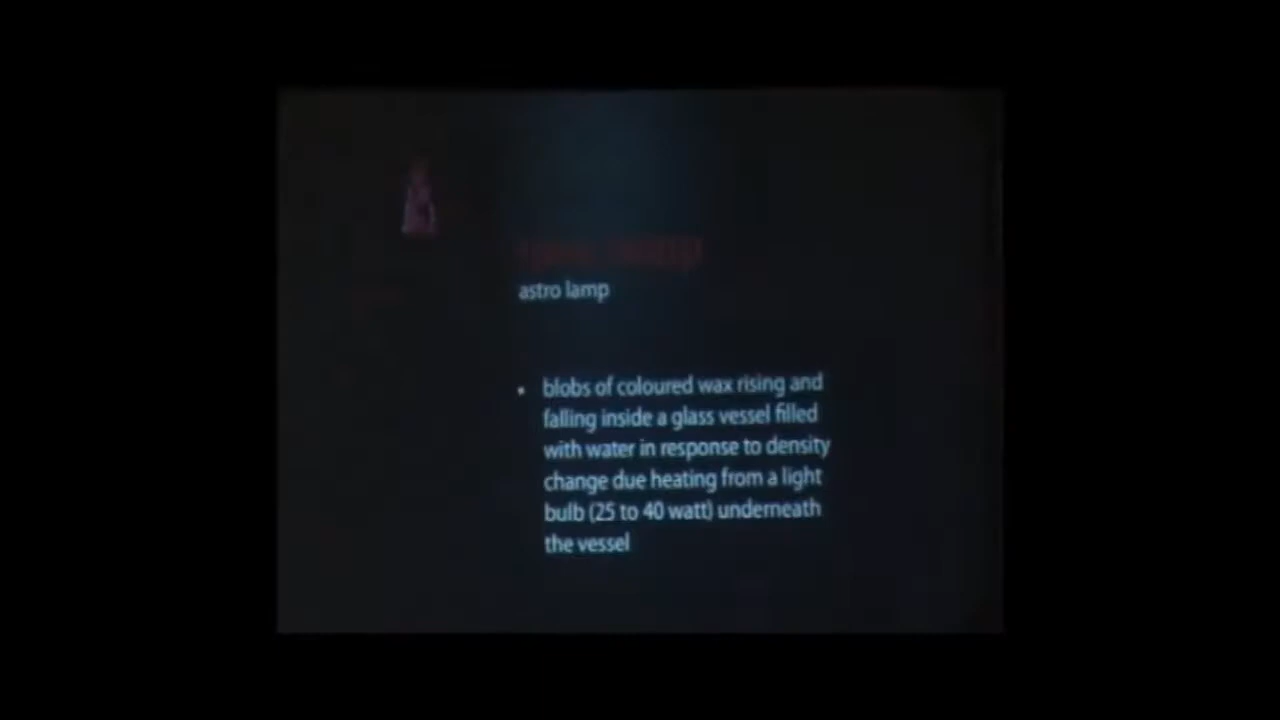 astro lamp
• blobs of coloured wax rising and
falling inside a glass vessel filled
with water in response to density
change due heating from a light
bulb (25 to 40 watt) underneath
the vessel